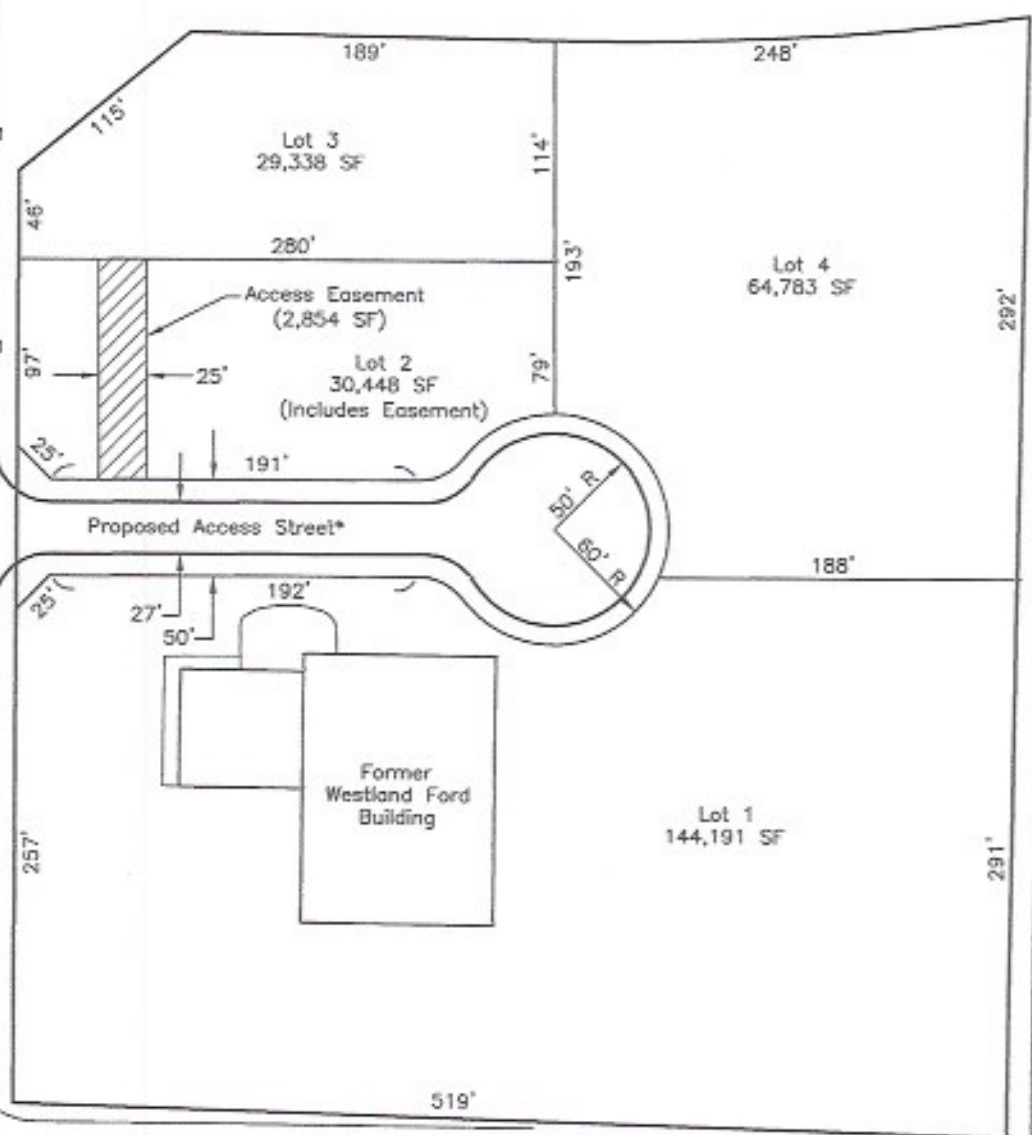 189'
248'
115'
Lot 3
29,338 SF
114'
46'
280'
193'
Lot 4
64,783 SF
292'
Access Easement
(2,854 SF)
97'
25'
Lot 2
30,448 SF
(Includes Easement)
79'
25'
191'
50' R
Proposed Access Street*
60' R
188'
25'
27'
192'
50'
Former
Westland Ford
Building
Lot 1
144,191 SF
257'
291'
519'